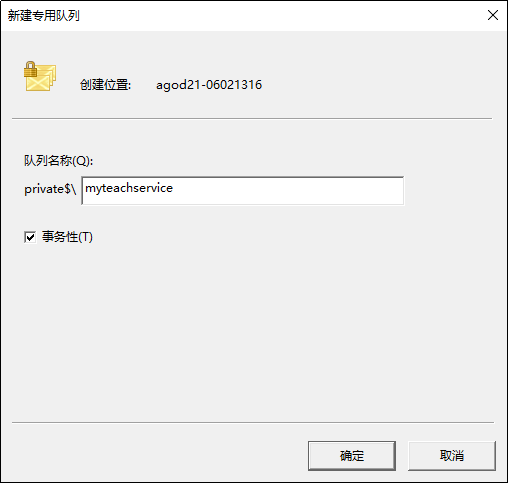 新建专用队列
创建位置: agod21-06021316
队列名称(Q):
private$\ myteachservice
事务性(T)
确定 取消